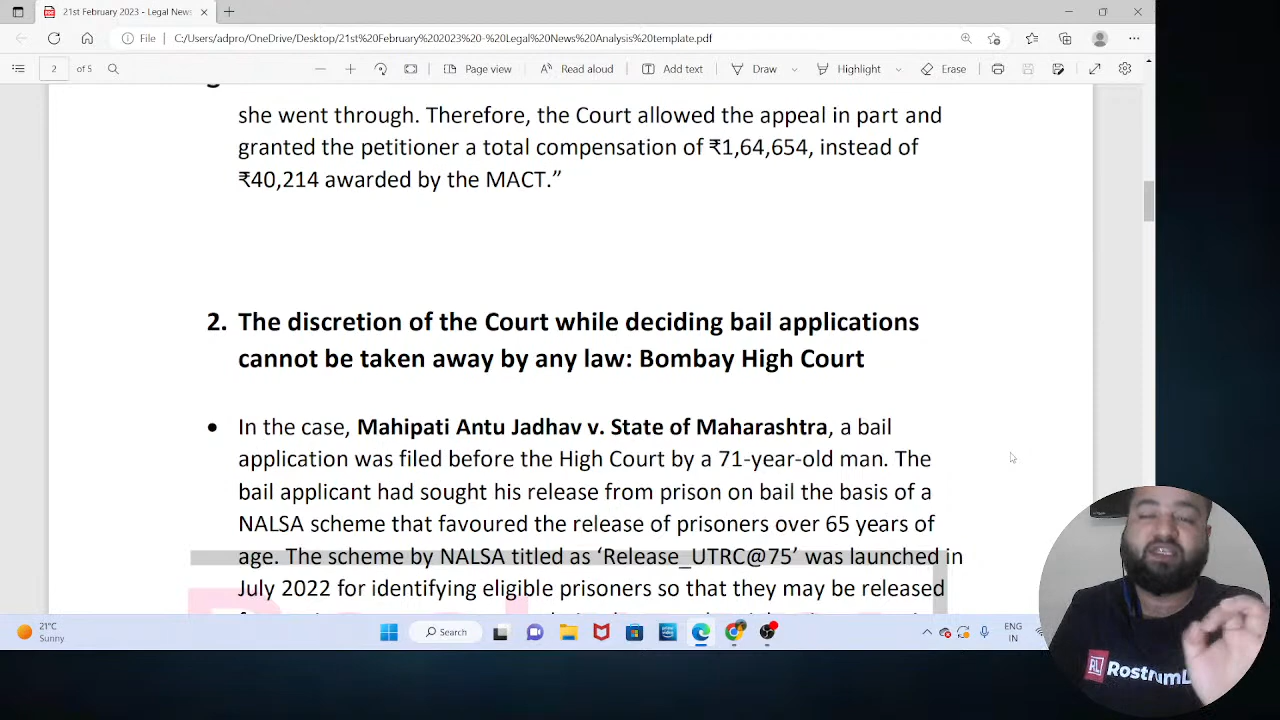 21st February 2023 - Legal News
File
C:/Users/adpro/OneDrive/Desktop/21st%20February%202023%20-%20Legal%20News%20Analysis%20template.pdf
2 of 5
Page view
Read aloud
Add text
Draw
Highlight
Erase
she went through. Therefore, the Court allowed the appeal in part and
granted the petitioner a total compensation of ₹1,64,654, instead of
₹40,214 awarded by the MACT.”
2. The discretion of the Court while deciding bail applications
cannot be taken away by any law: Bombay High Court
• In the case, Mahipati Antu Jadhav v. State of Maharashtra, a bail
application was filed before the High Court by a 71-year-old man. The
bail applicant had sought his release from prison on bail the basis of a
NALSA scheme that favoured the release of prisoners over 65 years of
age. The scheme by NALSA titled as ‘Release_UTRC@75’ was launched in
July 2022 for identifying eligible prisoners so that they may be released
21°C
Sunny
Search
ENG
IN
RL